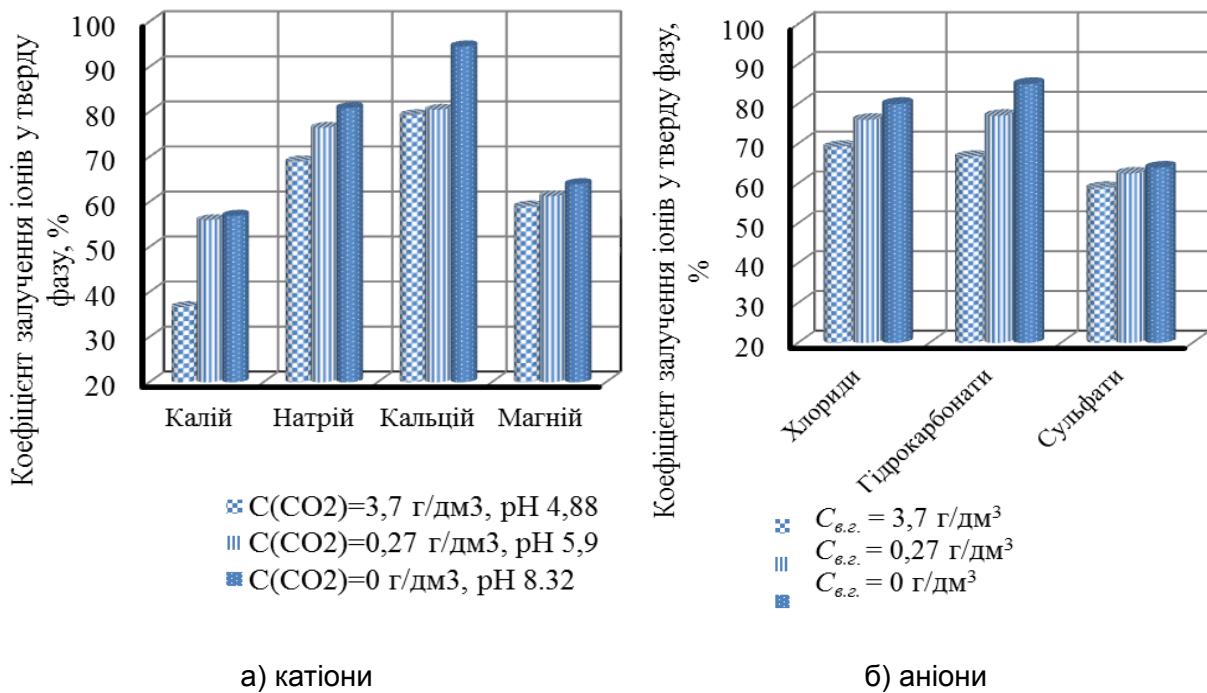 Коефіцієнт залучення іонів у тверду
фазу, %
100
90
80
70
60
50
40
30
20
Калій
Натрій
Кальцій
Магній
C(CO2)=3,7 г/дм3, pH 4,88
C(CO2)=0,27 г/дм3, pH 5,9
C(CO2)=0 г/дм3, pH 8.32
а) катіони
Коефіцієнт залучення іонів у тверду фазу,
%
100
90
80
70
60
50
40
30
20
Хлориди
Гідрокарбонати
Сульфати
Cв.г. = 3,7 г/дм³
Cв.г. = 0,27 г/дм³
Cв.г. = 0 г/дм³
б) аніони